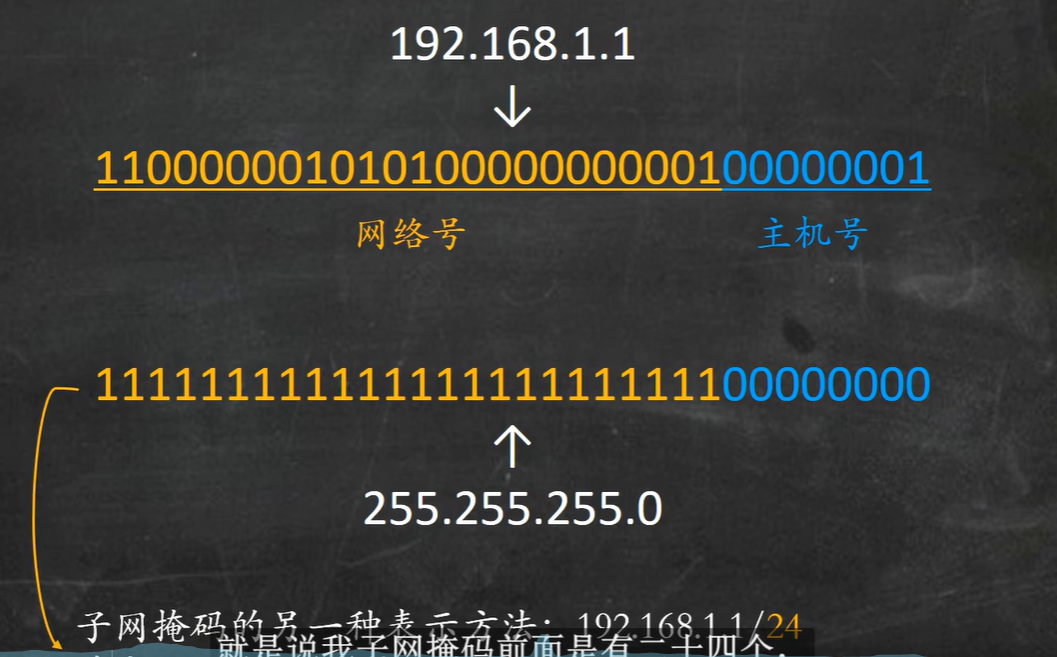 192.168.1.1
↓
11000000101010000000000100000001
网络号 主机号
11111111111111111111111100000000
↑
255.255.255.0
子网掩码的另一种表示方法：192.168.1.1/24
就是说我子网掩码前面是有二十四个，